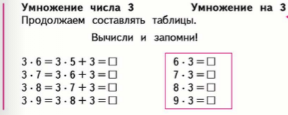 Умножение числа 3 Умножение на 3
Продолжаем составлять таблицы.
Вычисли и запомни!
3 · 6 = 3 · 5 + 3 = □ 6 · 3 = □
3 · 7 = 3 · 6 + 3 = □ 7 · 3 = □
3 · 8 = 3 · 7 + 3 = □ 8 · 3 = □
3 · 9 = 3 · 8 + 3 = □ 9 · 3 = □